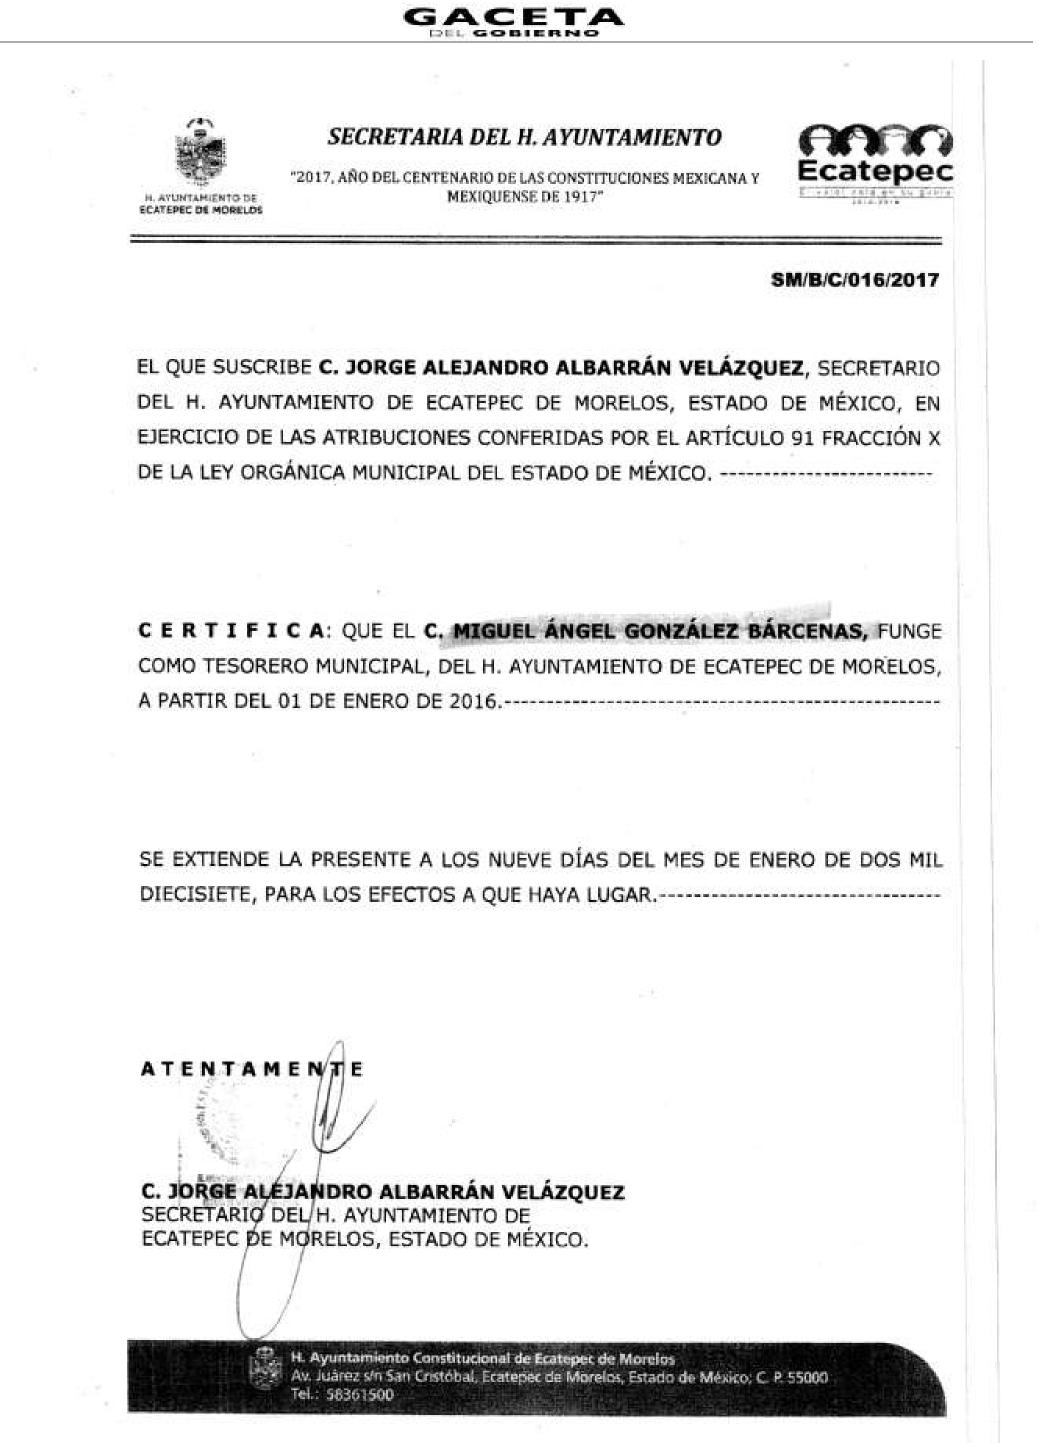 GACETA
DEL GOBIERNO
SECRETARIA DEL H. AYUNTAMIENTO
"2017, AÑO DEL CENTENARIO DE LAS CONSTITUCIONES MEXICANA Y
MEXIQUENSE DE 1917"
H. AYUNTAMIENTO DE
ECATEPEC DE MORELOS
Ecatepec
SM/B/C/016/2017
EL QUE SUSCRIBE C. JORGE ALEJANDRO ALBARRÁN VELÁZQUEZ, SECRETARIO
DEL H. AYUNTAMIENTO DE ECATEPEC DE MORELOS, ESTADO DE MÉXICO, EN
EJERCICIO DE LAS ATRIBUCIONES CONFERIDAS POR EL ARTÍCULO 91 FRACCIÓN X
DE LA LEY ORGÁNICA MUNICIPAL DEL ESTADO DE MÉXICO. -------------------------
C E R T I F I C A: QUE EL C. MIGUEL ÁNGEL GONZÁLEZ BÁRCENAS, FUNGE
COMO TESORERO MUNICIPAL, DEL H. AYUNTAMIENTO DE ECATEPEC DE MORELOS,
A PARTIR DEL 01 DE ENERO DE 2016.---------------------------------------------------
SE EXTIENDE LA PRESENTE A LOS NUEVE DÍAS DEL MES DE ENERO DE DOS MIL
DIECISIETE, PARA LOS EFECTOS A QUE HAYA LUGAR.---------------------------------
A T E N T A M E N T E
C. JORGE ALEJANDRO ALBARRÁN VELÁZQUEZ
SECRETARIO DEL H. AYUNTAMIENTO DE
ECATEPEC DE MORELOS, ESTADO DE MÉXICO.
H. Ayuntamiento Constitucional de Ecatepec de Morelos
Av. Juárez s/n San Cristóbal, Ecatepec de Morelos, Estado de México; C. P. 55000
Tel.: 58361500